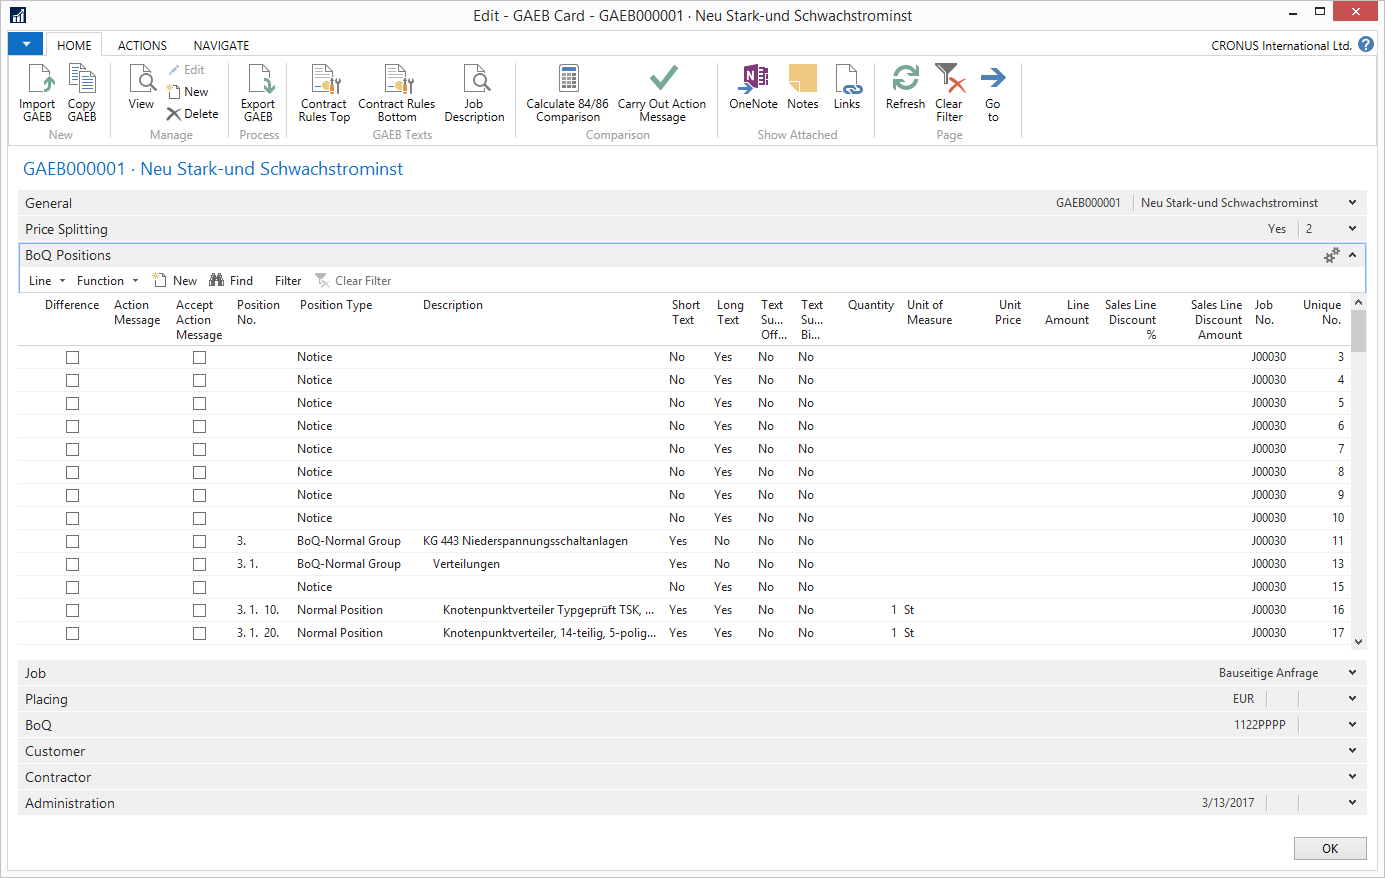 Edit - GAEB Card - GAEB000001 · Neu Stark-und Schwachstrominst
HOME ACTIONS NAVIGATE CRONUS International Ltd. ?
Import GAEB
Copy GAEB
New
View
Edit
New
Delete
Manage
Export GAEB
Process
Contract Rules Top
Contract Rules Bottom
Job Description
GAEB Texts
Calculate 84/86 Comparison
Carry Out Action Message
Comparison
OneNote
Notes
Links
Show Attached
Refresh
Clear Filter
Go to
Page
GAEB000001 · Neu Stark-und Schwachstrominst
General GAEB000001 Neu Stark-und Schwachstrominst
Price Splitting Yes 2
BoQ Positions
Line Function New Find Filter Clear Filter
Difference Action Message Accept Action Message Position No. Position Type Description Short Text Long Text Text Su... Off... Text Su... Bi... Quantity Unit of Measure Unit Price Line Amount Sales Line Discount % Sales Line Discount Amount Job No. Unique No.
Notice No Yes No No J00030 3
Notice No Yes No No J00030 4
Notice No Yes No No J00030 5
Notice No Yes No No J00030 6
Notice No Yes No No J00030 7
Notice No Yes No No J00030 8
Notice No Yes No No J00030 9
Notice No Yes No No J00030 10
3. BoQ-Normal Group KG 443 Niederspannungsschaltanlagen Yes No No No J00030 11
3. 1. BoQ-Normal Group Verteilungen Yes No No No J00030 13
Notice No Yes No No J00030 15
3. 1. 10. Normal Position Knotenpunktverteiler Typgeprüft TSK, ... Yes Yes No No 1 St J00030 16
3. 1. 20. Normal Position Knotenpunktverteiler, 14-teilig, 5-polig... Yes Yes No No 1 St J00030 17
Job Bauseitige Anfrage
Placing EUR
BoQ 1122PPPP
Customer
Contractor
Administration 3/13/2017
OK